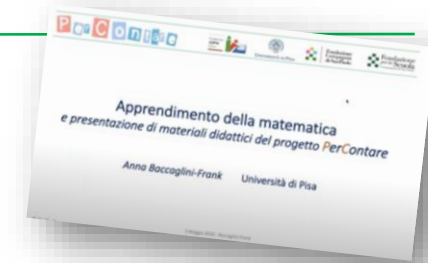 PerContare
Apprendimento della matematica
e presentazione di materiali didattici del progetto PerContare
Anna Baccaglini-Frank Università di Pisa